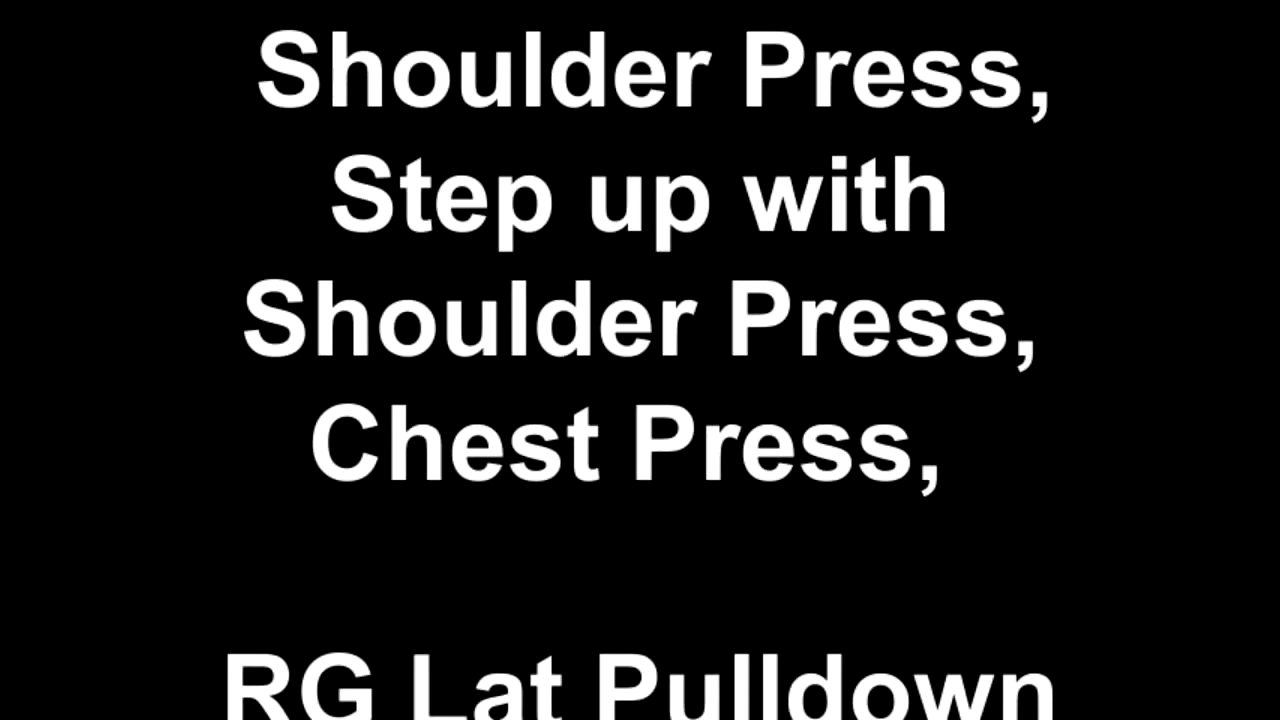 Shoulder Press,
Step up with
Shoulder Press,
Chest Press,
RG Lat Pulldown